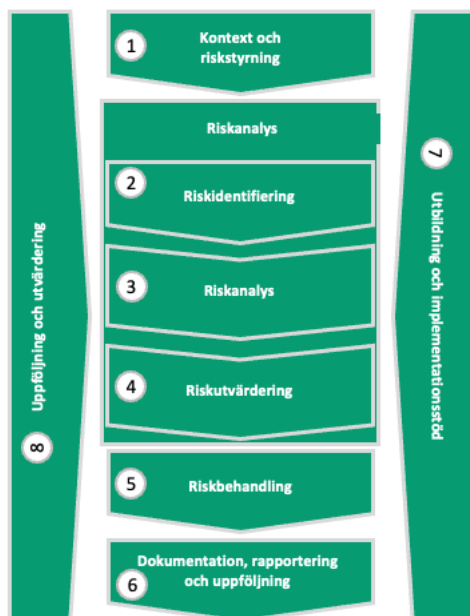 1
Kontext och
riskstyrning
Riskanalys
2
Riskidentifiering
3
Riskanalys
4
Riskutvärdering
5
Riskbehandling
Dokumentation, rapportering
och uppföljning
6
7
Utbildning och implementationsstöd
8
Uppföljning och utvärdering